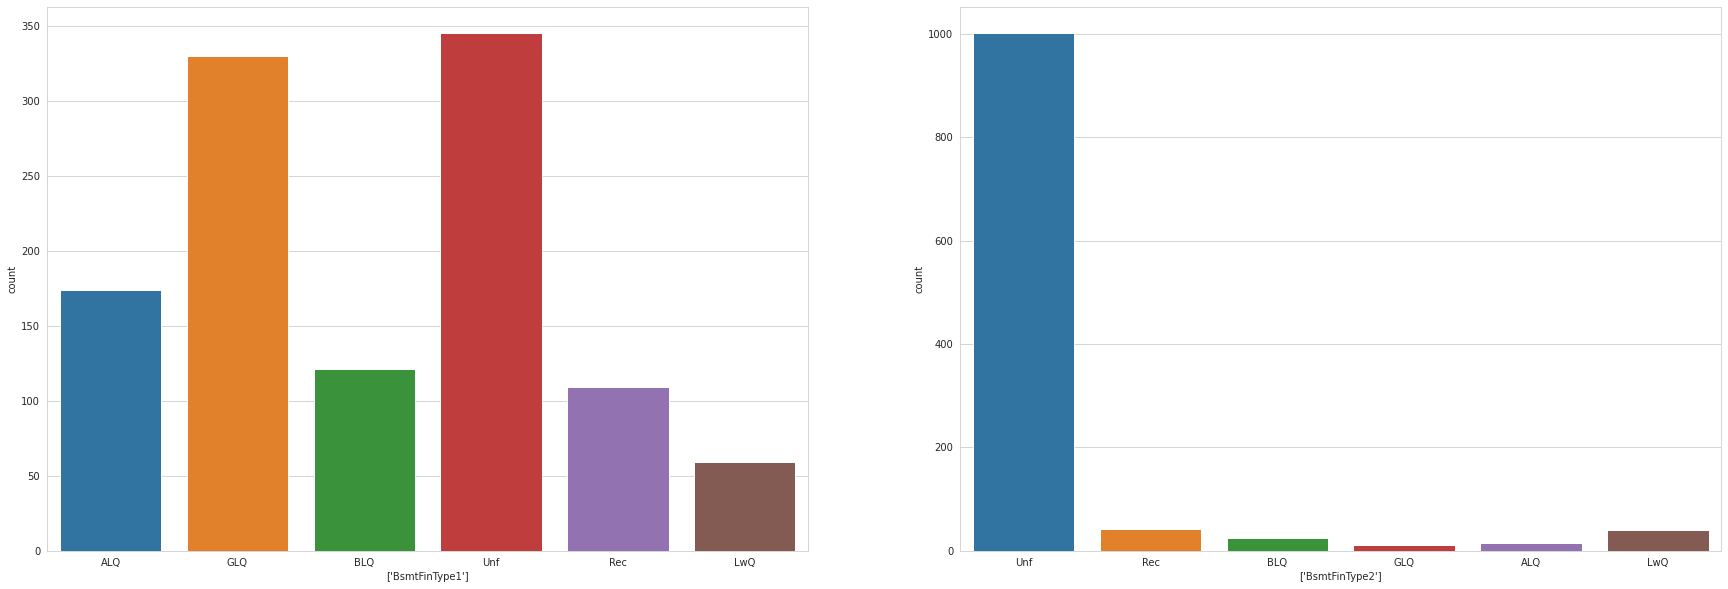 350
300
250
200
150
100
50
0
count
ALQ GLQ BLQ Unf Rec LwQ
['BsmtFinType1']
1000
800
600
400
200
0
count
Unf Rec BLQ GLQ ALQ LwQ
['BsmtFinType2']